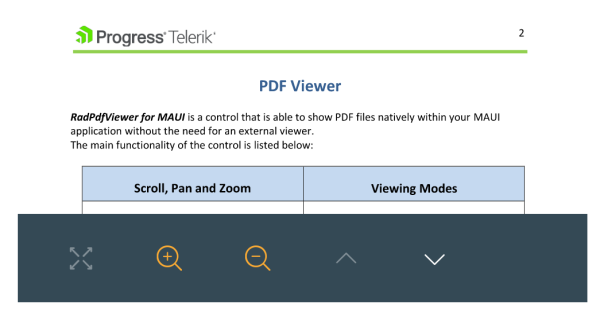 Progress® Telerik®
2
PDF Viewer
RadPdfViewer for MAUI is a control that is able to show PDF files natively within your MAUI
application without the need for an external viewer.
The main functionality of the control is listed below:
Scroll, Pan and Zoom
Viewing Modes